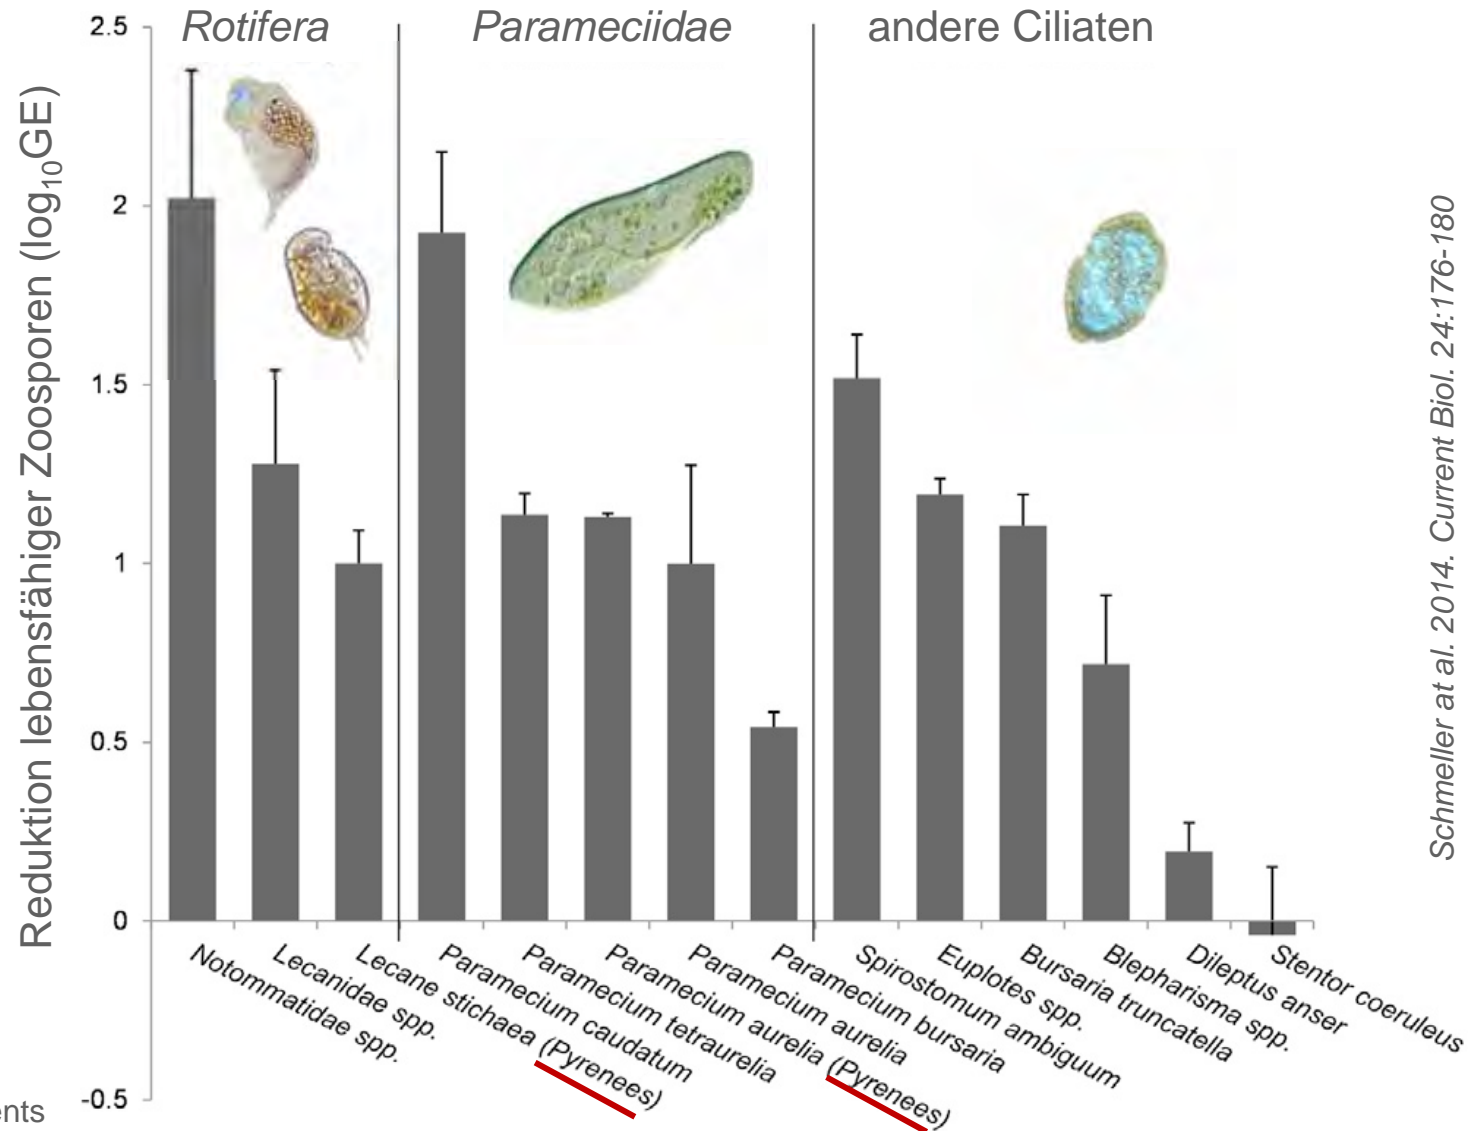 Rotifera
Parameciidae
andere Ciliaten
Reduktion lebensfähiger Zoosporen (log10GE)
2.5
2
1.5
1
0.5
0
-0.5
Notommatidae spp.
Lecanidae spp.
Lecane stichaea (Pyrenees)
Paramecium caudatum
Paramecium tetraurelia
Paramecium aurelia (Pyrenees)
Paramecium aurelia
Paramecium bursaria
Spirostomum ambiguum
Euplotes spp.
Bursaria truncatella
Blepharisma spp.
Dileptus anser
Stentor coeruleus
Schmeller at al. 2014. Current Biol. 24:176-180
ents